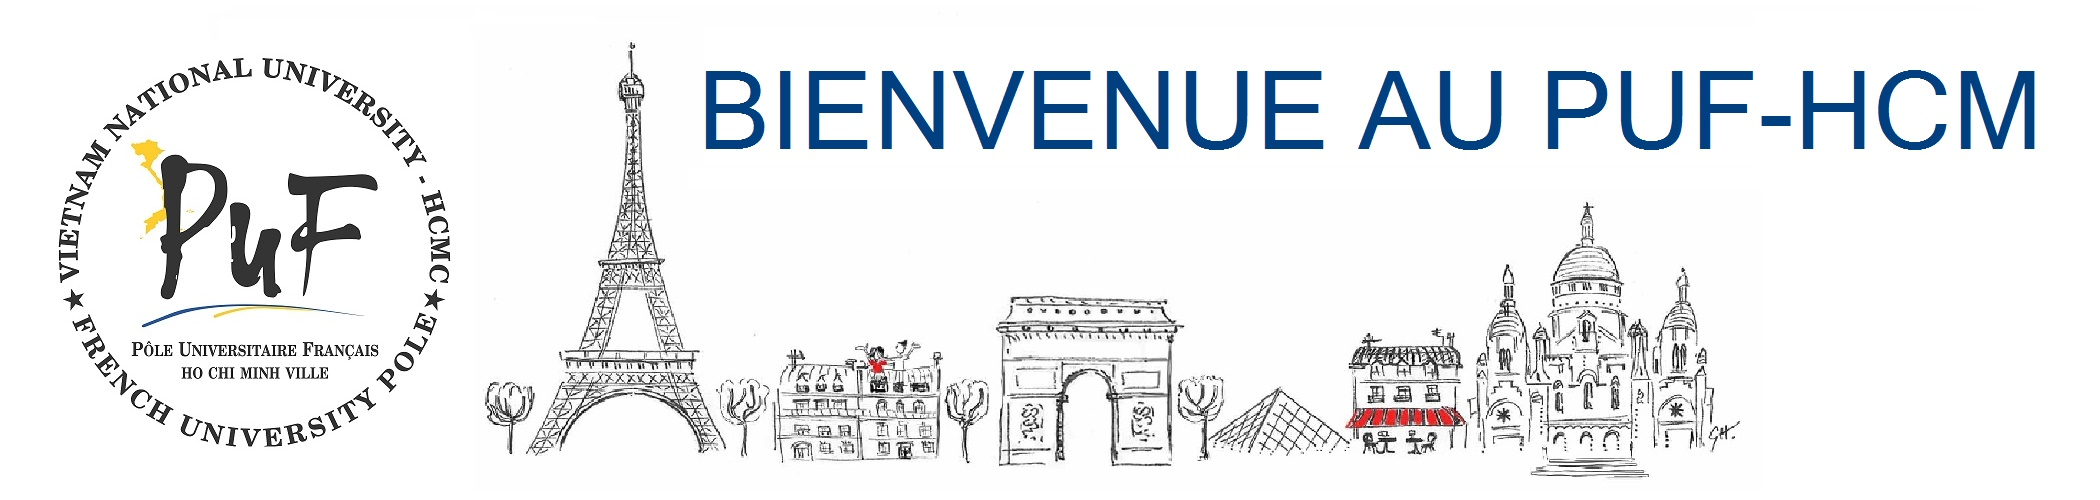 VIETNAM NATIONAL UNIVERSITY - HCMC
PUF
PÔLE UNIVERSITAIRE FRANÇAIS
HO CHI MINH VILLE
★ FRENCH UNIVERSITY POLE ★
BIENVENUE AU PUF-HCM